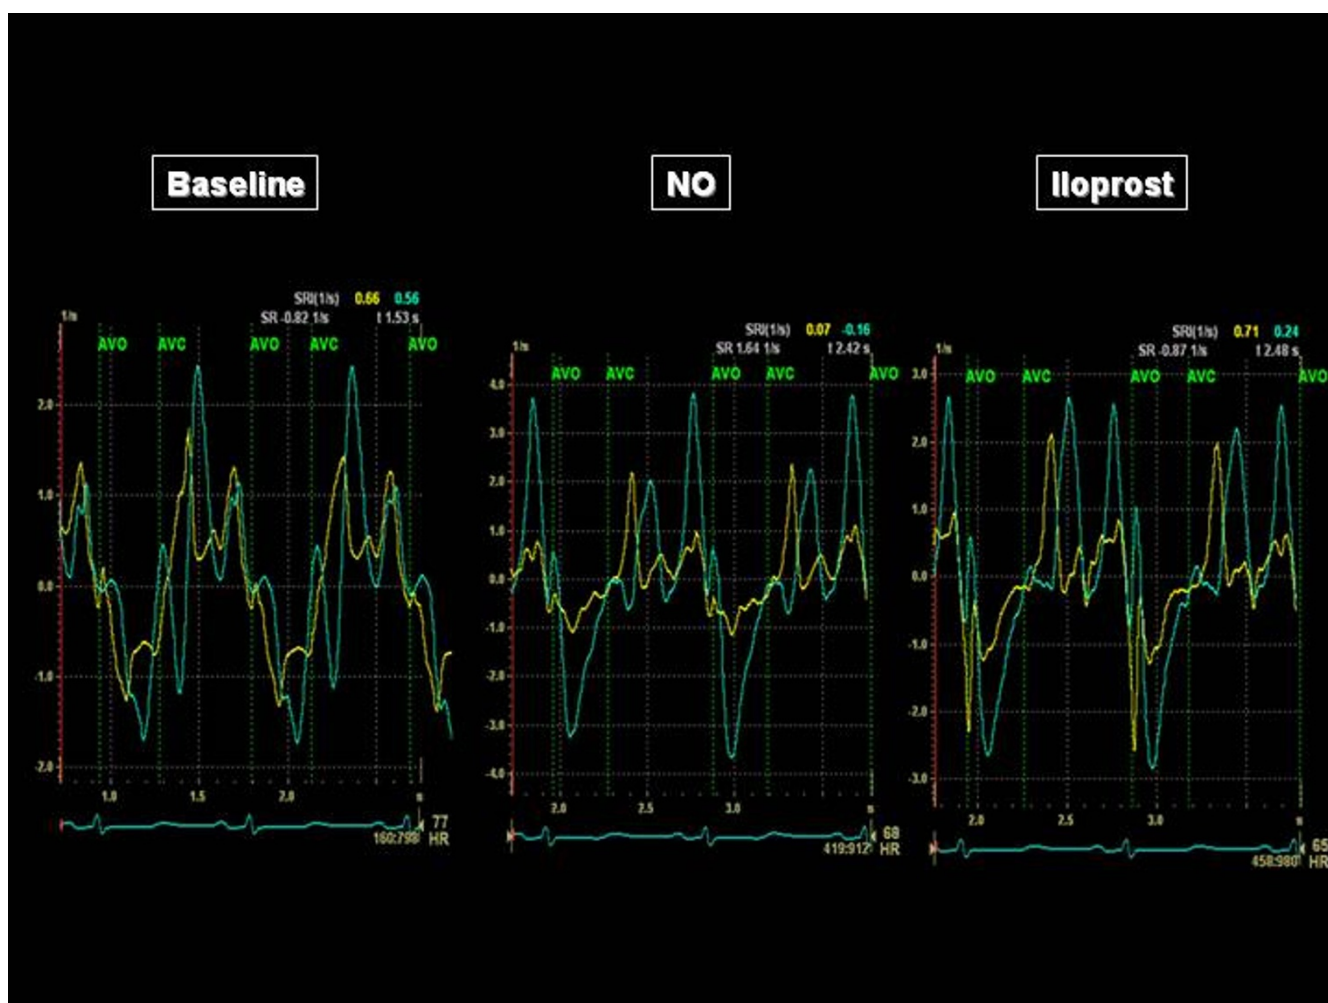 Baseline
NO
Iloprost
SRI(1/s) 0.66 0.56
SR -0.82 1/s t 1.53 s
1/s
AVO AVC AVO AVC AVO
2.0
1.0
0.0
-1.0
-2.0
1.0 1.5 2.0 s
77
HR
160:798
SRI(1/s) 0.07 -0.16
SR 1.64 1/s t 2.42 s
1/s
AVO AVC AVO AVC AVO
4.0
3.0
2.0
1.0
0.0
-1.0
-2.0
-3.0
-4.0
2.0 2.5 3.0 s
68
HR
419:912
SRI(1/s) 0.71 0.24
SR -0.87 1/s t 2.48 s
1/s
AVO AVC AVO AVC AVO
3.0
2.0
1.0
0.0
-1.0
-2.0
-3.0
2.0 2.5 3.0 s
65
HR
458:980